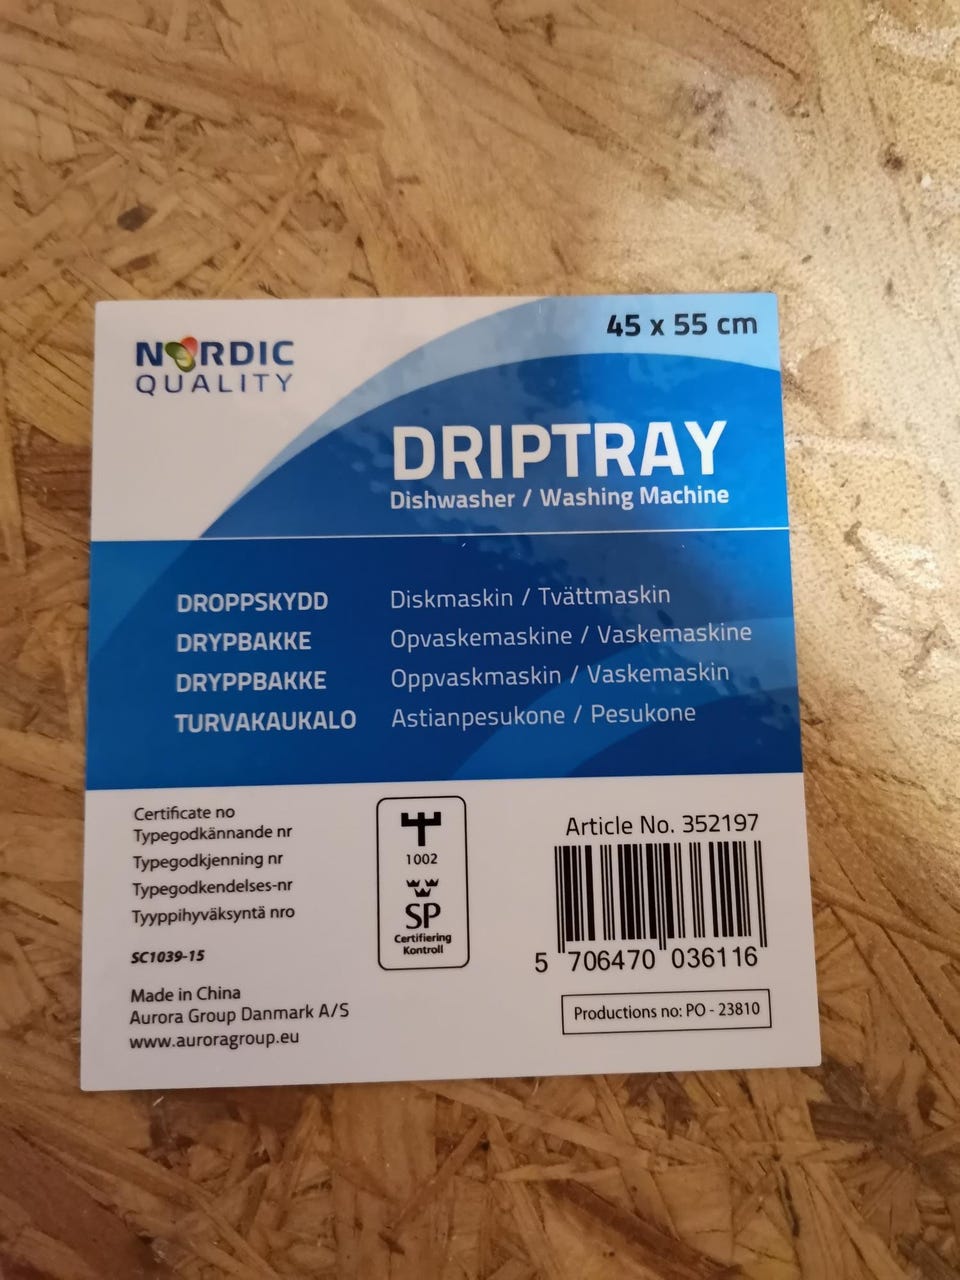 45 x 55 cm
NORDIC
QUALITY
DRIPTRAY
Dishwasher / Washing Machine
DROPPSKYDD Diskmaskin / Tvättmaskin
DRYPBAKKE Opvaskemaskine / Vaskemaskine
DRYPPBAKKE Oppvaskmaskin / Vaskemaskin
TURVAKAUKALO Astianpesukone / Pesukone
Certificate no
Typegodkännande nr
Typegodkjenning nr
Typegodkendelses-nr
Tyyppihyväksyntä nro
SC1039-15
Made in China
Aurora Group Danmark A/S
www.auroragroup.eu
1002
SP
Certifiering
Kontroll
Article No. 352197
5 706470 036116
Productions no: PO - 23810